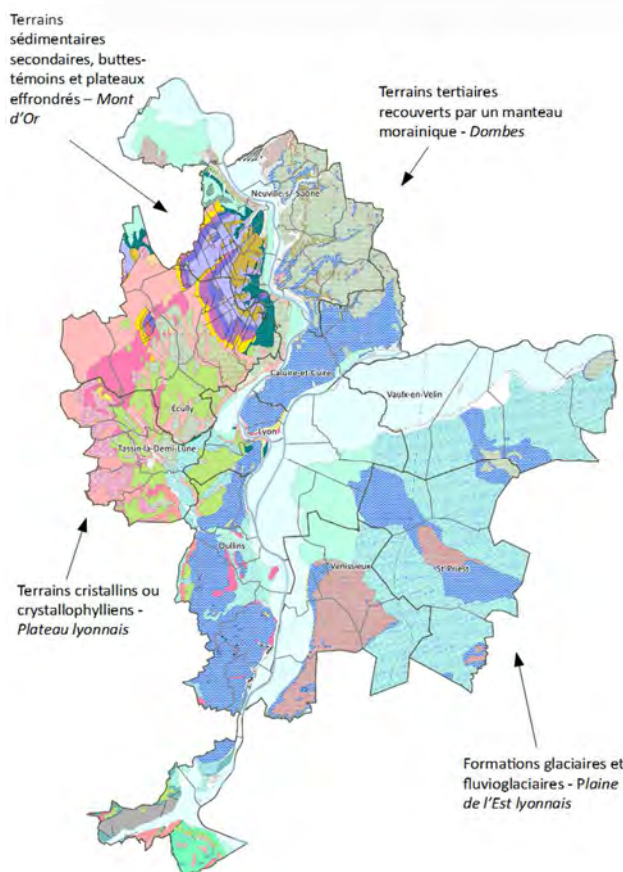 Terrains
sédimentaires
secondaires, buttes-
témoins et plateaux
effrondrés – Mont
d'Or
Terrains tertiaires
recouverts par un manteau
morainique - Dombes
Neuville-s/-Saône
Caluire-et-Cuire
Vaulx-en-Velin
Écully
Lyon
Tassin-la-Demi-Lune
Oullins
Vénissieux
St-Priest
Terrains cristallins ou
crystallophylliens -
Plateau lyonnais
Formations glaciaires et
fluvioglaciaires - Plaine
de l'Est lyonnais